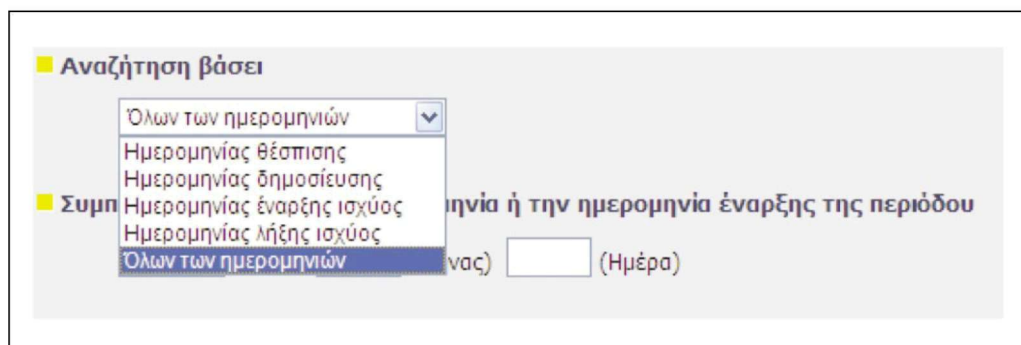 Αναζήτηση βάσει
Όλων των ημερομηνιών
Ημερομηνίας θέσπισης
Ημερομηνίας δημοσίευσης
Συμπ Ημερομηνίας έναρξης ισχύος ηνία ή την ημερομηνία έναρξης της περιόδου
Ημερομηνίας λήξης ισχύος
Όλων των ημερομηνιών νας) (Ημέρα)